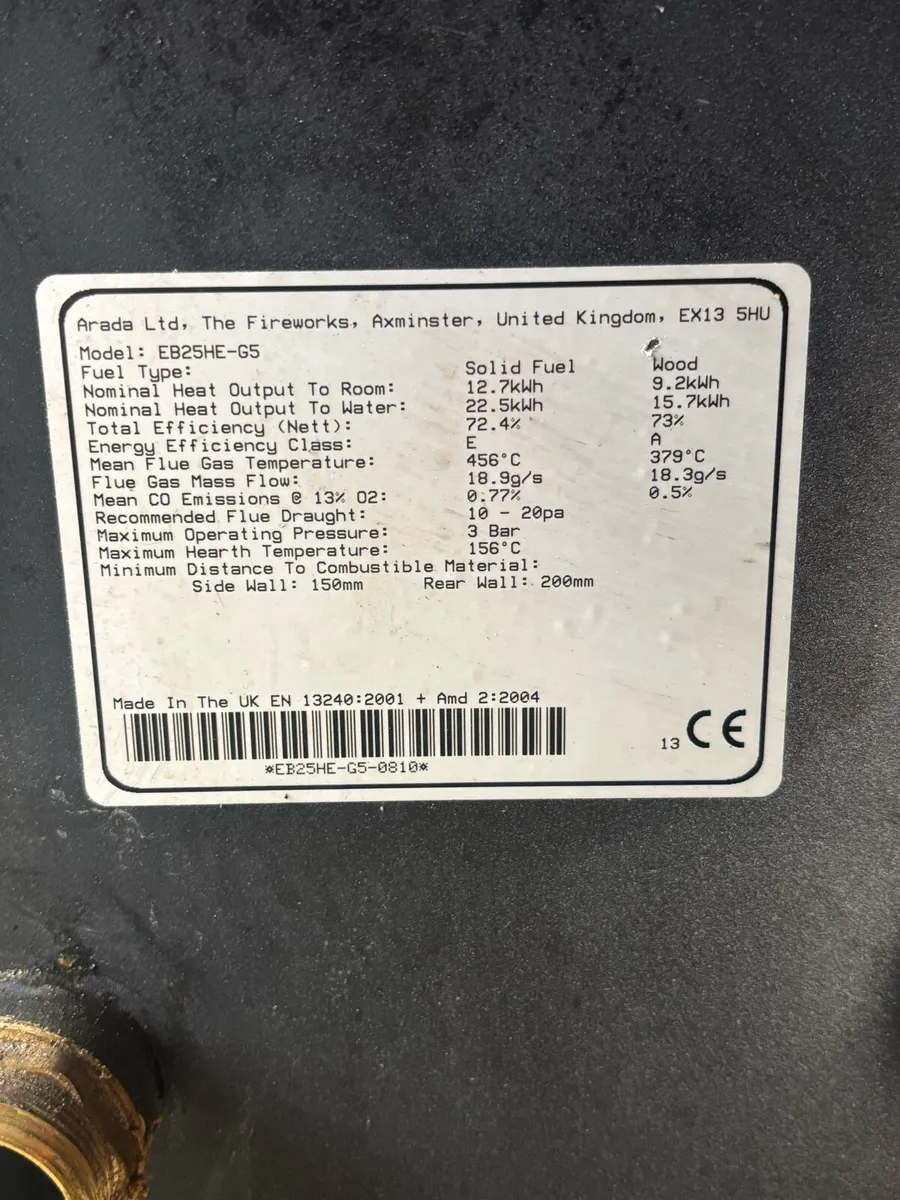 Arada Ltd, The Fireworks, Axminster, United Kingdom, EX13 5HU
Model: EB25HE-G5
Fuel Type: Solid Fuel Wood
Nominal Heat Output To Room: 12.7kWh 9.2kWh
Nominal Heat Output To Water: 22.5kWh 15.7kWh
Total Efficiency (Nett): 72.4% 73%
Energy Efficiency Class: E A
Mean Flue Gas Temperature: 456°C 379°C
Flue Gas Mass Flow: 18.9g/s 18.3g/s
Mean CO Emissions @ 13% O2: 0.77% 0.5%
Recommended Flue Draught: 10 - 20pa
Maximum Operating Pressure: 3 Bar
Maximum Hearth Temperature: 156°C
Minimum Distance To Combustible Material:
Side Wall: 150mm Rear Wall: 200mm
Made In The UK EN 13240:2001 + Amd 2:2004
13 CE
*EB25HE-G5-0810*